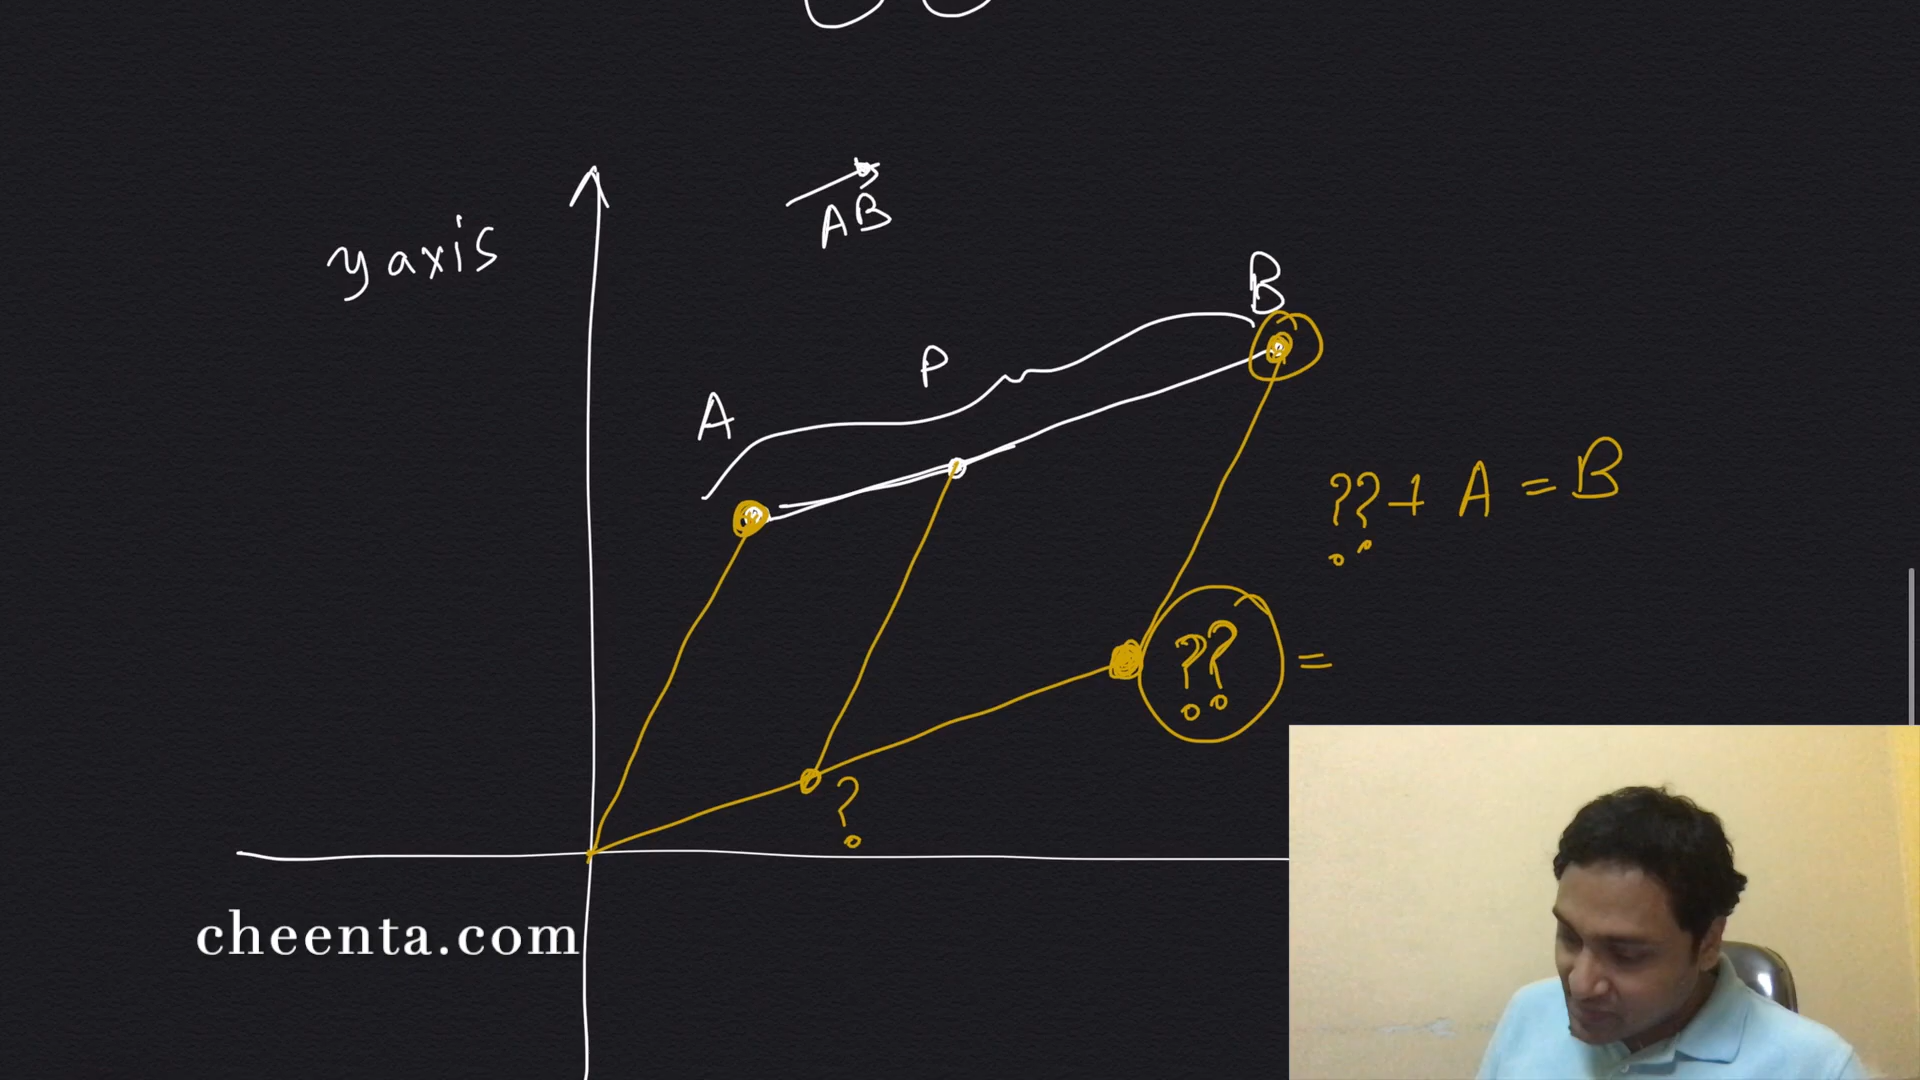 AB
y axis
B
P
A
?? + A = B
?? =
?
cheenta.com